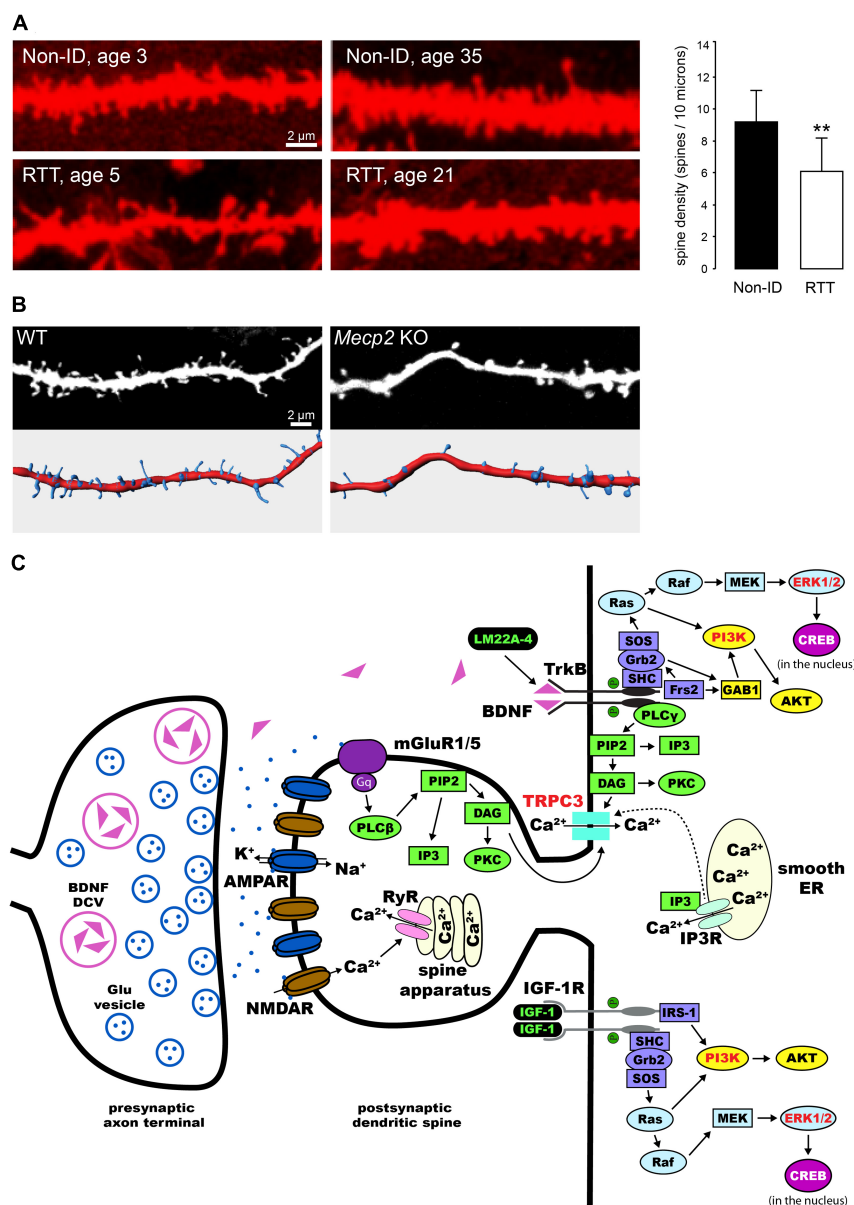 A
Non-ID, age 3
2 µm
Non-ID, age 35
RTT, age 5
RTT, age 21
spine density (spines / 10 microns)
14
12
10
8
6
4
2
0
**
Non-ID
RTT
B
WT
2 µm
Mecp2 KO
C
BDNF
DCV
Glu
vesicle
presynaptic
axon terminal
K⁺
AMPAR
Na⁺
NMDAR
Ca²⁺
mGluR1/5
Gq
PLCβ
PIP2
IP3
DAG
PKC
RyR
Ca²⁺
Ca²⁺
Ca²⁺
spine
apparatus
postsynaptic
dendritic spine
LM22A-4
TrkB
BDNF
P
P
SOS
Grb2
SHC
Frs2
GAB1
Ras
Raf
MEK
ERK1/2
CREB
(in the nucleus)
PI3K
AKT
PLCγ
PIP2
IP3
DAG
PKC
TRPC3
Ca²⁺
Ca²⁺
Ca²⁺
Ca²⁺
Ca²⁺
smooth
ER
IP3
IP3R
Ca²⁺
IGF-1R
IGF-1
IGF-1
P
P
IRS-1
SHC
Grb2
SOS
PI3K
AKT
Ras
Raf
MEK
ERK1/2
CREB
(in the nucleus)